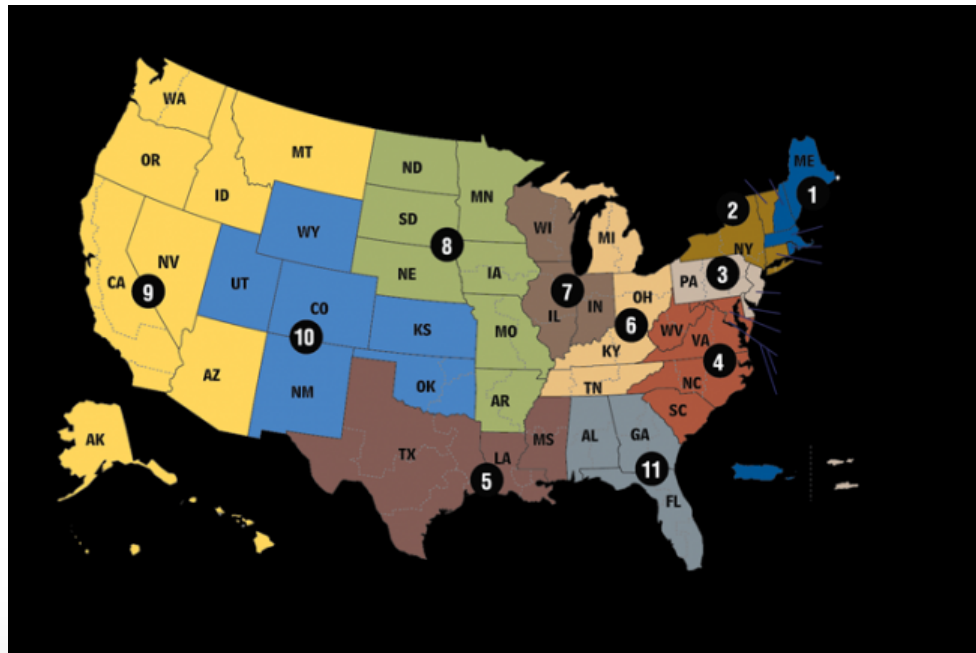 WA
MT
ND
ME
OR
MN
1
ID
SD
2
WI
MI
NY
WY
8
NV
NE
IA
PA
3
CA
UT
9
7
OH
CO
IL
IN
6
KS
MO
WV
VA
10
KY
4
AZ
NM
OK
TN
NC
AR
SC
AK
TX
LA
MS
AL
GA
5
11
FL